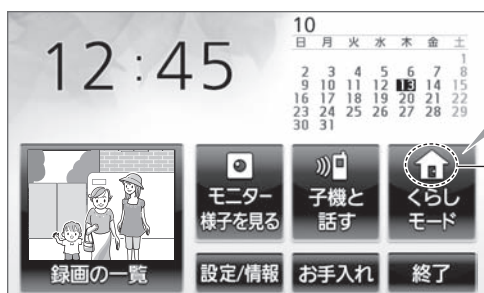 12:45
10
日 月 火 水 木 金 土
1
2 3 4 5 6 7 8
9 10 11 12 13 14 15
16 17 18 19 20 21 22
23 24 25 26 27 28 29
30 31
録画の一覧
モニター
様子を見る
子機と
話す
くらし
モード
設定/情報
お手入れ
終了